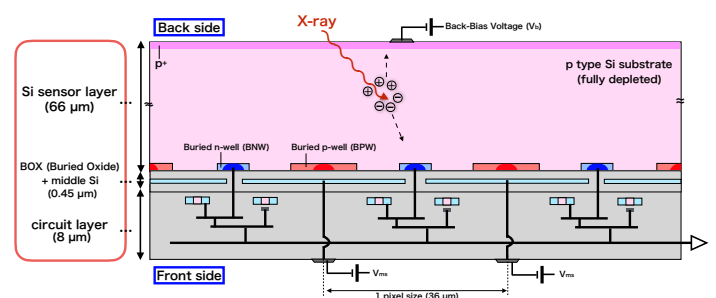 X-ray
Back side
Back-Bias Voltage (Vb)
p+
p type Si substrate
(fully depleted)
Si sensor layer
(66 μm)
...
≈
≈
Buried n-well (BNW)
Buried p-well (BPW)
BOX (Buried Oxide)
+ middle Si
(0.45 μm)
...
circuit layer
(8 μm)
...
Front side
Vms
Vms
1 pixel size (36 μm)